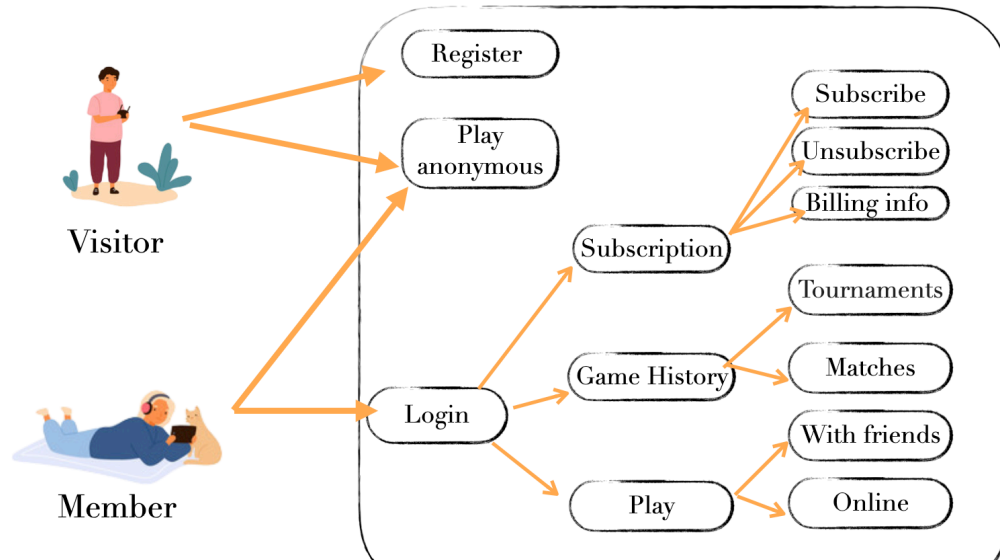 Register
Play
anonymous
Visitor
Member
Login
Subscription
Game History
Play
Subscribe
Unsubscribe
Billing info
Tournaments
Matches
With friends
Online